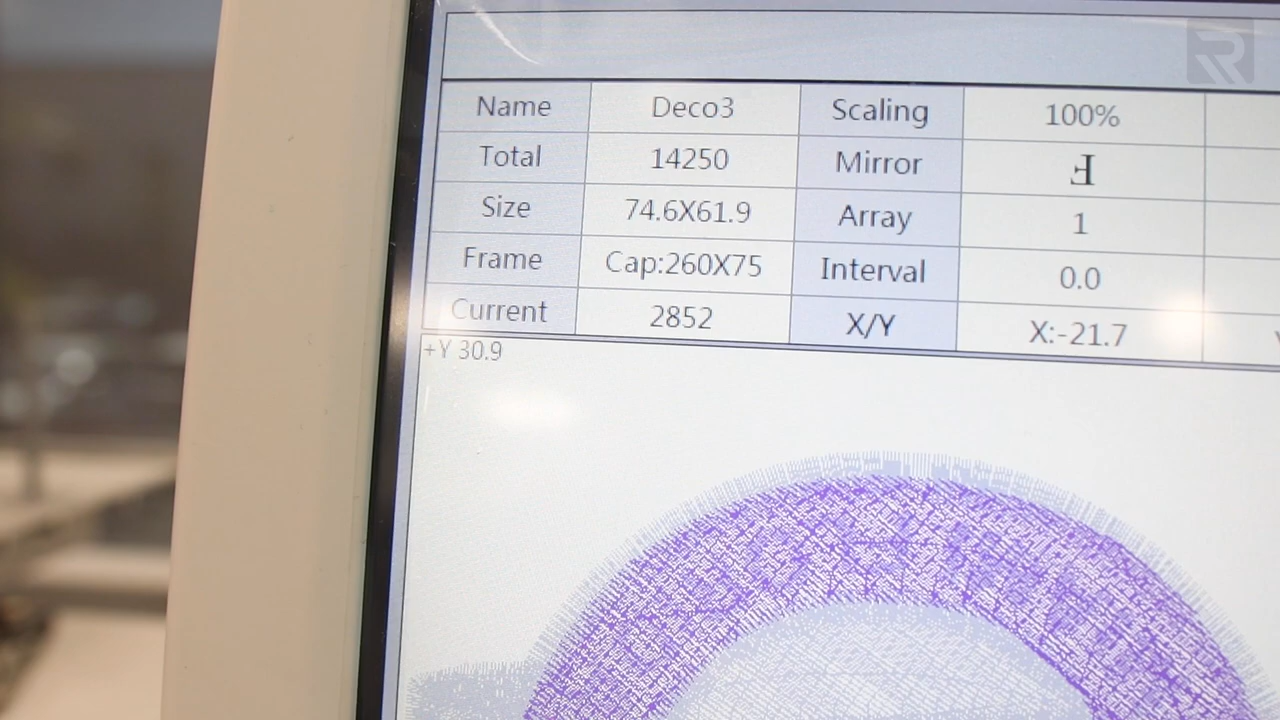 Name Deco3 Scaling 100%
Total 14250 Mirror
Size 74.6X61.9 Array 1
Frame Cap:260X75 Interval 0.0
Current 2852 X/Y X:-21.7
+Y 30.9